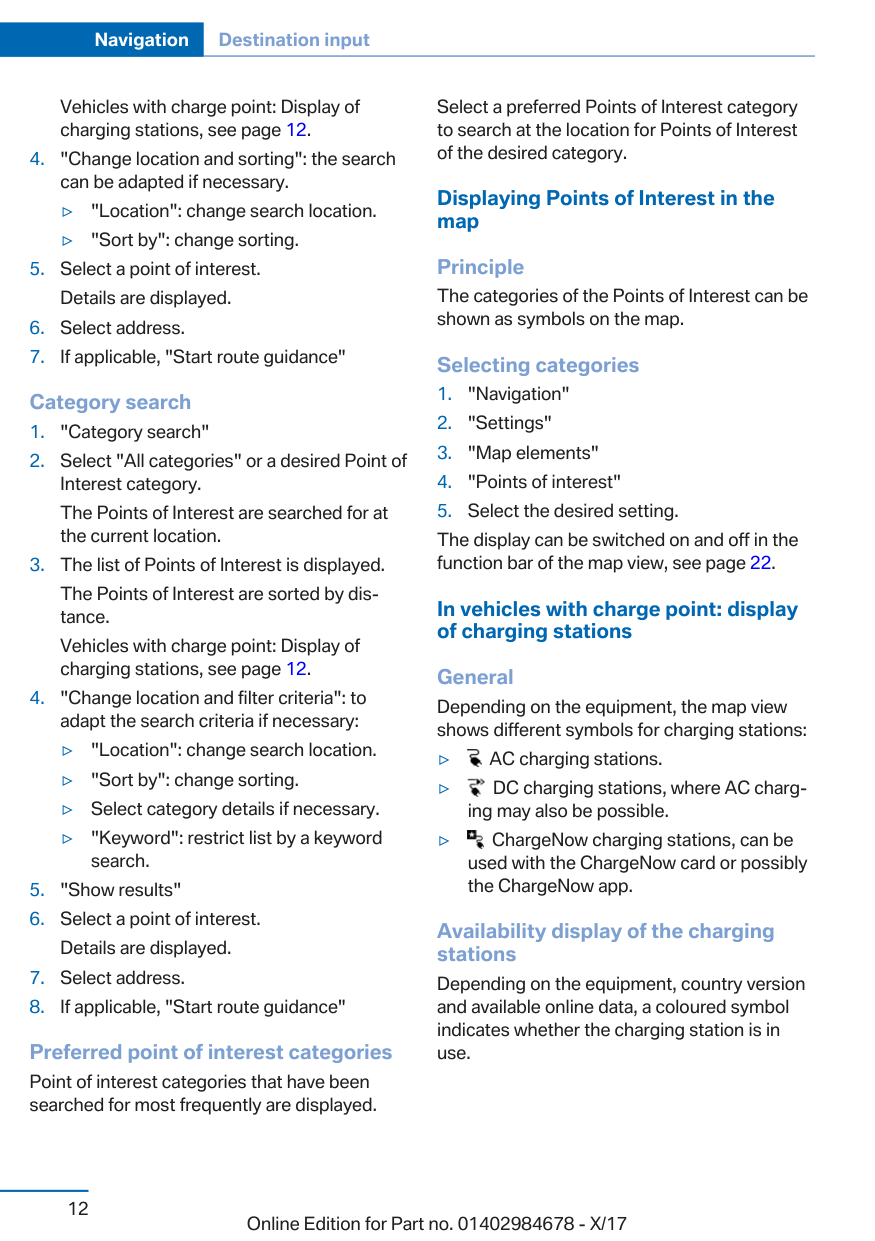 Navigation Destination input
Vehicles with charge point: Display of
charging stations, see page 12.
4. "Change location and sorting": the search
can be adapted if necessary.
▷ "Location": change search location.
▷ "Sort by": change sorting.
5. Select a point of interest.
Details are displayed.
6. Select address.
7. If applicable, "Start route guidance"
Category search
1. "Category search"
2. Select "All categories" or a desired Point of
Interest category.
The Points of Interest are searched for at
the current location.
3. The list of Points of Interest is displayed.
The Points of Interest are sorted by dis-
tance.
Vehicles with charge point: Display of
charging stations, see page 12.
4. "Change location and filter criteria": to
adapt the search criteria if necessary:
▷ "Location": change search location.
▷ "Sort by": change sorting.
▷ Select category details if necessary.
▷ "Keyword": restrict list by a keyword
search.
5. "Show results"
6. Select a point of interest.
Details are displayed.
7. Select address.
8. If applicable, "Start route guidance"
Preferred point of interest categories
Point of interest categories that have been
searched for most frequently are displayed.
Select a preferred Points of Interest category
to search at the location for Points of Interest
of the desired category.
Displaying Points of Interest in the
map
Principle
The categories of the Points of Interest can be
shown as symbols on the map.
Selecting categories
1. "Navigation"
2. "Settings"
3. "Map elements"
4. "Points of interest"
5. Select the desired setting.
The display can be switched on and off in the
function bar of the map view, see page 22.
In vehicles with charge point: display
of charging stations
General
Depending on the equipment, the map view
shows different symbols for charging stations:
▷ AC charging stations.
▷ DC charging stations, where AC charg-
ing may also be possible.
▷ ChargeNow charging stations, can be
used with the ChargeNow card or possibly
the ChargeNow app.
Availability display of the charging
stations
Depending on the equipment, country version
and available online data, a coloured symbol
indicates whether the charging station is in
use.
12
Online Edition for Part no. 01402984678 - X/17